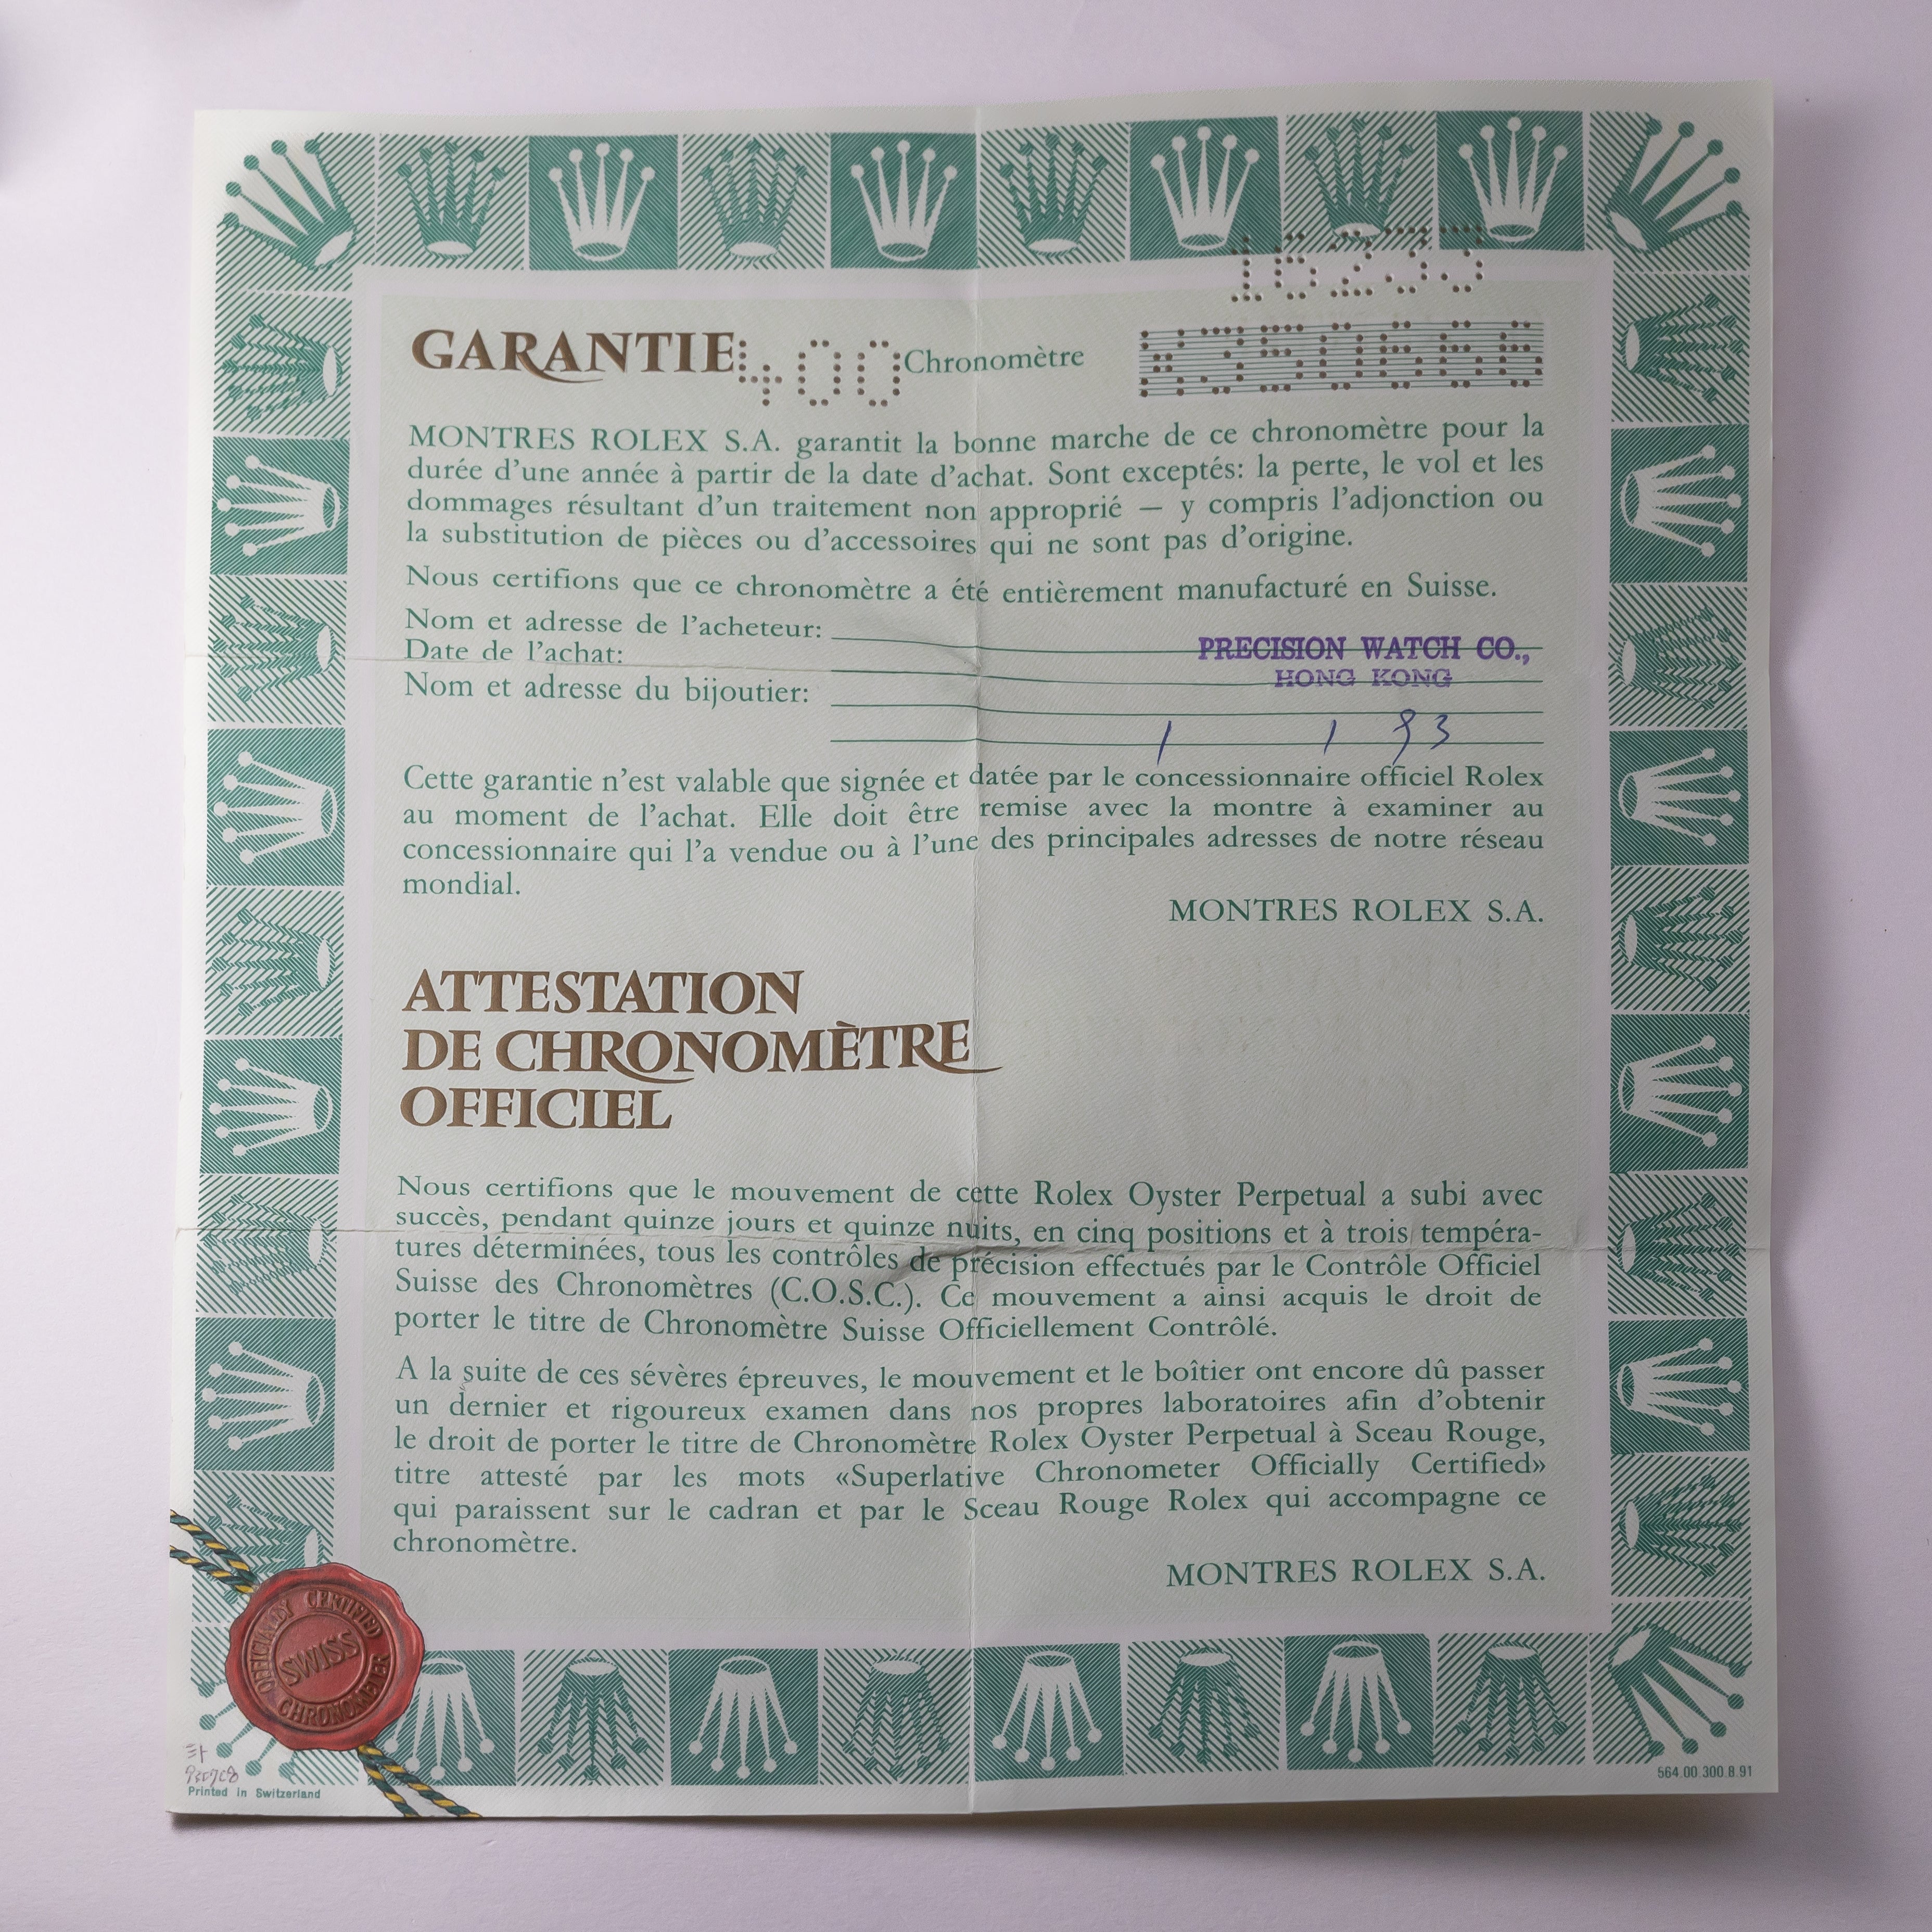 16233
GARANTIE 400 Chronomètre X350666
MONTRES ROLEX S.A. garantit la bonne marche de ce chronomètre pour la
durée d’une année à partir de la date d’achat. Sont exceptés: la perte, le vol et les
dommages résultant d’un traitement non approprié — y compris l’adjonction ou
la substitution de pièces ou d’accessoires qui ne sont pas d’origine.
Nous certifions que ce chronomètre a été entièrement manufacturé en Suisse.
Nom et adresse de l’acheteur:
Date de l’achat:
Nom et adresse du bijoutier:
PRECISION WATCH CO.,
HONG KONG
1 1 93
Cette garantie n’est valable que signée et datée par le concessionnaire officiel Rolex
au moment de l’achat. Elle doit être remise avec la montre à examiner au
concessionnaire qui l’a vendue ou à l’une des principales adresses de notre réseau
mondial.
MONTRES ROLEX S.A.
ATTESTATION
DE CHRONOMÈTRE
OFFICIEL
Nous certifions que le mouvement de cette Rolex Oyster Perpetual a subi avec
succès, pendant quinze jours et quinze nuits, en cinq positions et à trois tempéra-
tures déterminées, tous les contrôles de précision effectués par le Contrôle Officiel
Suisse des Chronomètres (C.O.S.C.). Ce mouvement a ainsi acquis le droit de
porter le titre de Chronomètre Suisse Officiellement Contrôlé.
A la suite de ces sévères épreuves, le mouvement et le boîtier ont encore dû passer
un dernier et rigoureux examen dans nos propres laboratoires afin d’obtenir
le droit de porter le titre de Chronomètre Rolex Oyster Perpetual à Sceau Rouge,
titre attesté par les mots «Superlative Chronometer Officially Certified»
qui paraissent sur le cadran et par le Sceau Rouge Rolex qui accompagne ce
chronomètre.
MONTRES ROLEX S.A.
OFFICIALLY CERTIFIED
SWISS
CHRONOMETER
Printed in Switzerland
564.00.300.8.91